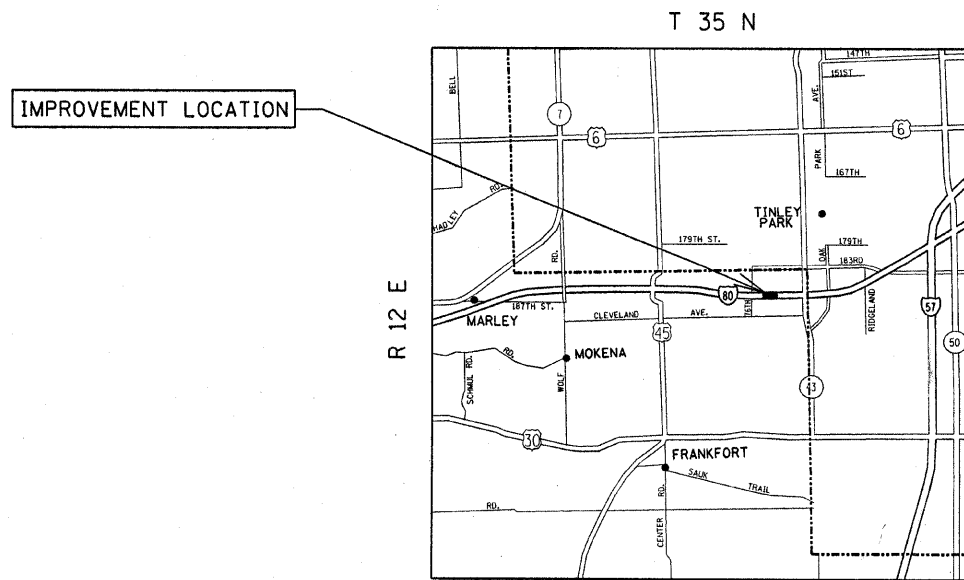 T 35 N
IMPROVEMENT LOCATION
R 12 E
BELL
7
6
6
147TH
151ST
AVE.
PARK
167TH
HADLEY
RD.
TINLEY
PARK
179TH ST.
179TH
OAK
183RD
RIDGELAND
RD.
80
76TH
57
187TH ST.
MARLEY
CLEVELAND AVE.
45
50
RD.
MOKENA
SCHMUL RD.
WOLF
43
30
FRANKFORT
SAUK TRAIL
RD.
RD.
CENTER